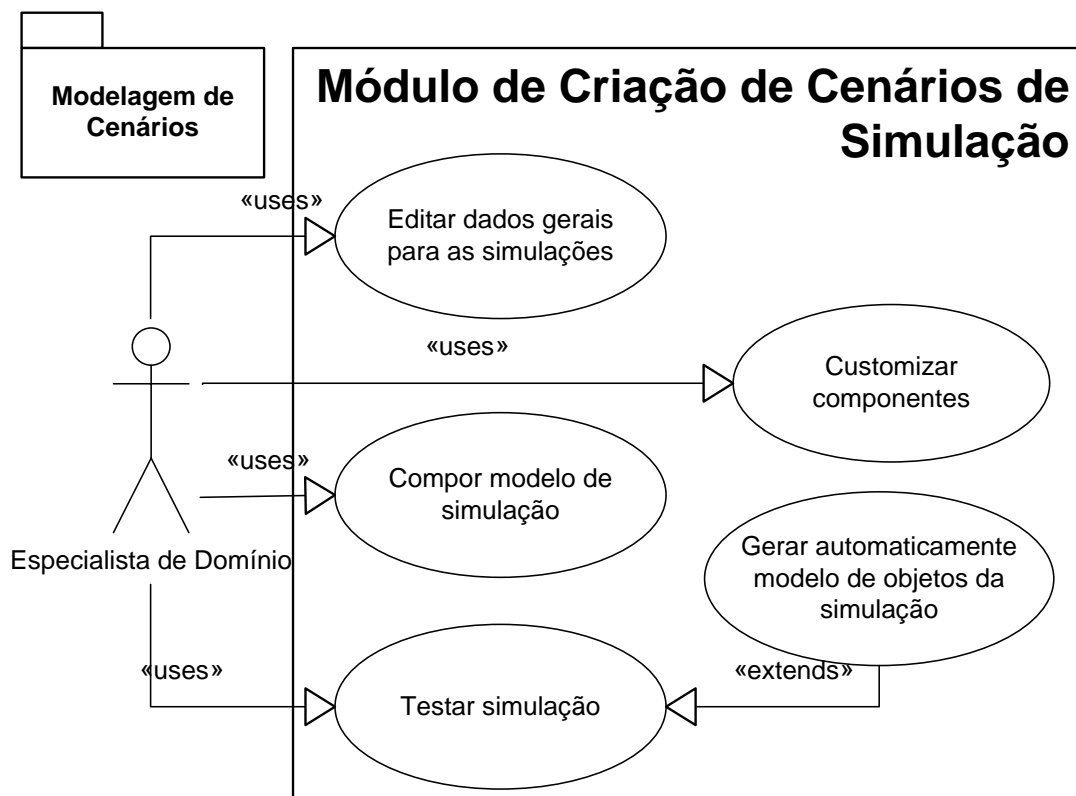 Modelagem de
Cenários
Módulo de Criação de Cenários de
Simulação
«uses»
Editar dados gerais
para as simulações
«uses»
Customizar
componentes
«uses»
Compor modelo de
simulação
Especialista de Domínio
Gerar automaticamente
modelo de objetos da
simulação
«uses»
«extends»
Testar simulação